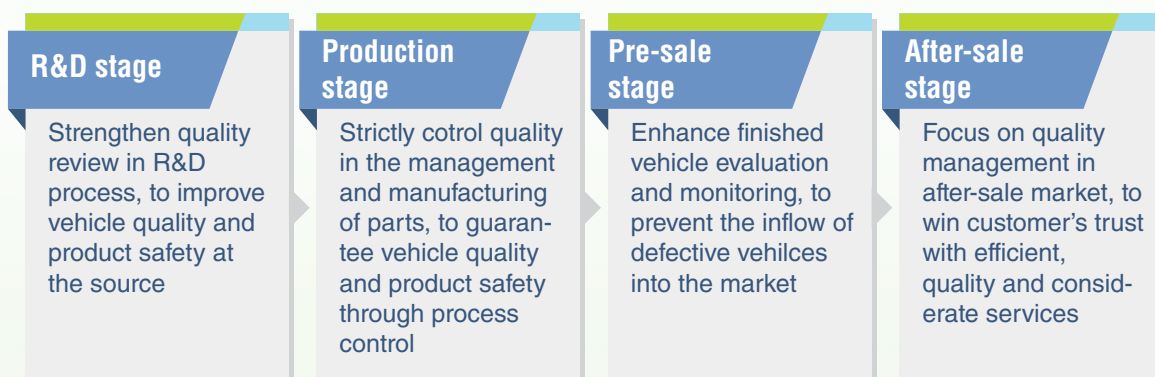 R&D stage
Strengthen quality
review in R&D
process, to improve
vehicle quality and
product safety at
the source
Production
stage
Strictly cotrol quality
in the management
and manufacturing
of parts, to guaran-
tee vehicle quality
and product safety
through process
control
Pre-sale
stage
Enhance finished
vehicle evaluation
and monitoring, to
prevent the inflow of
defective vehilces
into the market
After-sale
stage
Focus on quality
management in
after-sale market, to
win customer's trust
with efficient,
quality and consid-
erate services